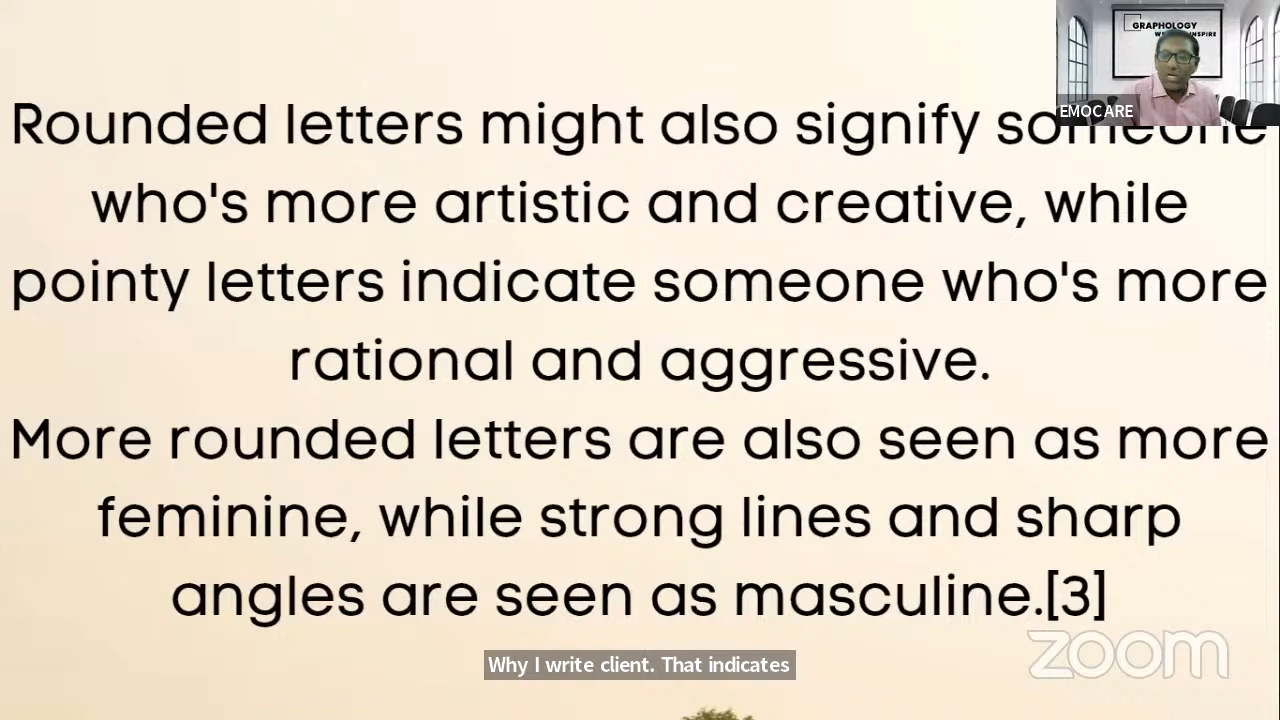 GRAPHOLOGY
EMOCARE
Rounded letters might also signify someone
who's more artistic and creative, while
pointy letters indicate someone who's more
rational and aggressive.
More rounded letters are also seen as more
feminine, while strong lines and sharp
angles are seen as masculine.[3]
zoom
Why I write client. That indicates